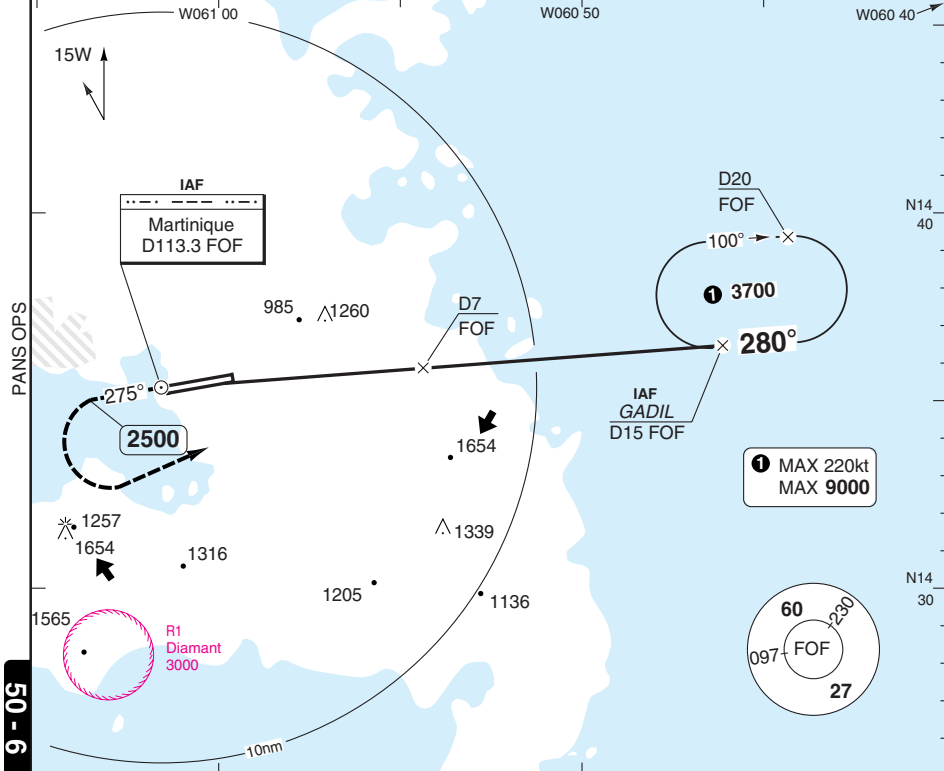 W061 00
W060 50
W060 40
15W
IAF
Martinique
D113.3 FOF
D20
FOF
N14
40
100°
1 3700
985
1260
D7
FOF
280°
PANS OPS
275°
IAF
GADIL
D15 FOF
2500
1654
1 MAX 220kt
MAX 9000
1257
1654
1339
1316
1205
1136
N14
30
1565
R1
Diamant
3000
60
230
097
FOF
27
50 - 6
10nm